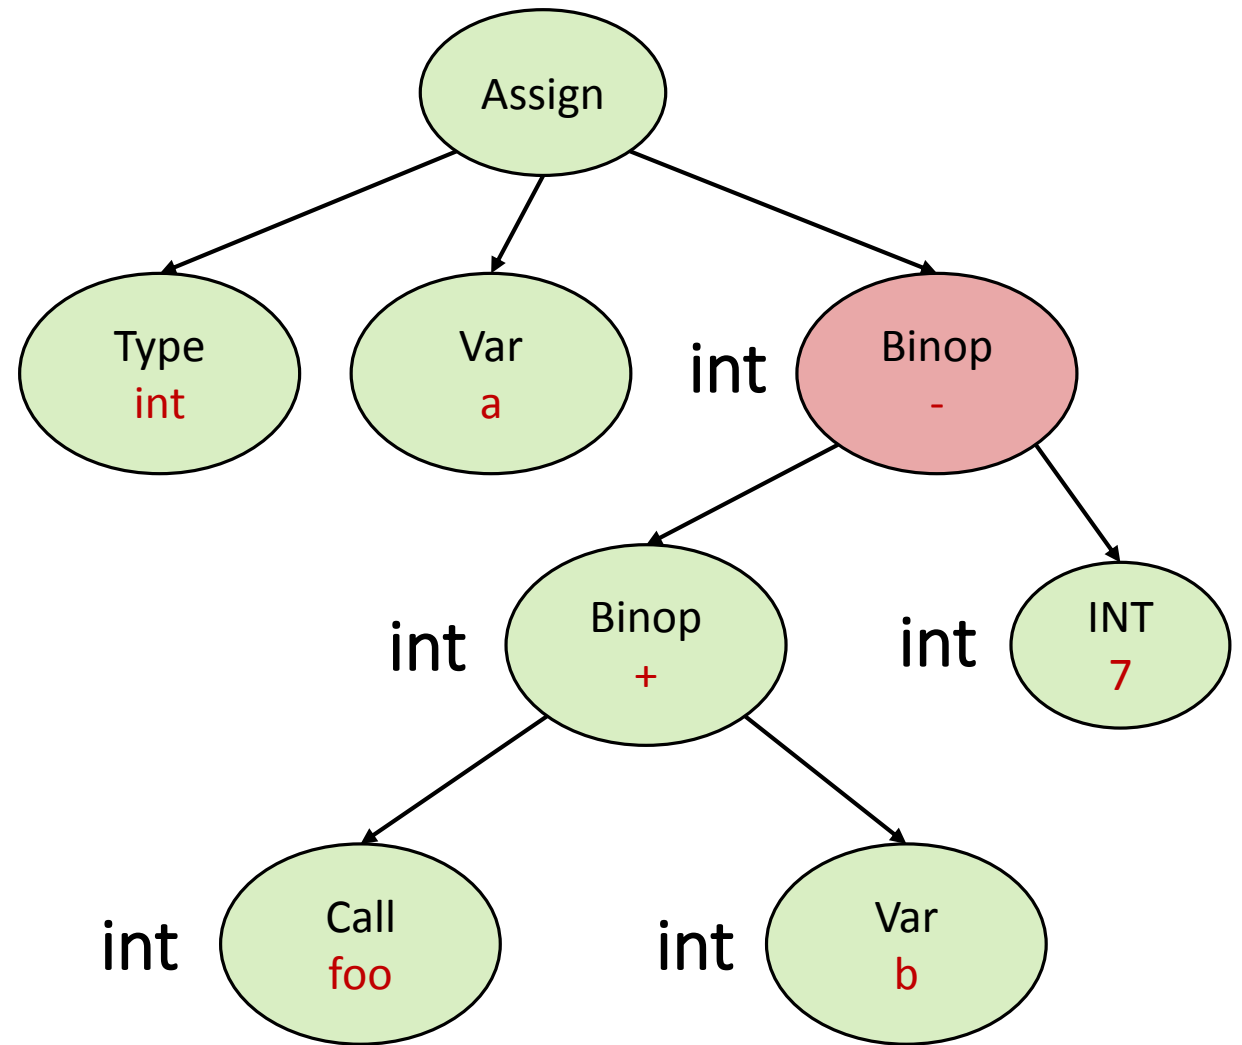 Assign
Type
int
Var
a
int
Binop
-
int
Binop
+
int
INT
7
int
Call
foo
int
Var
b